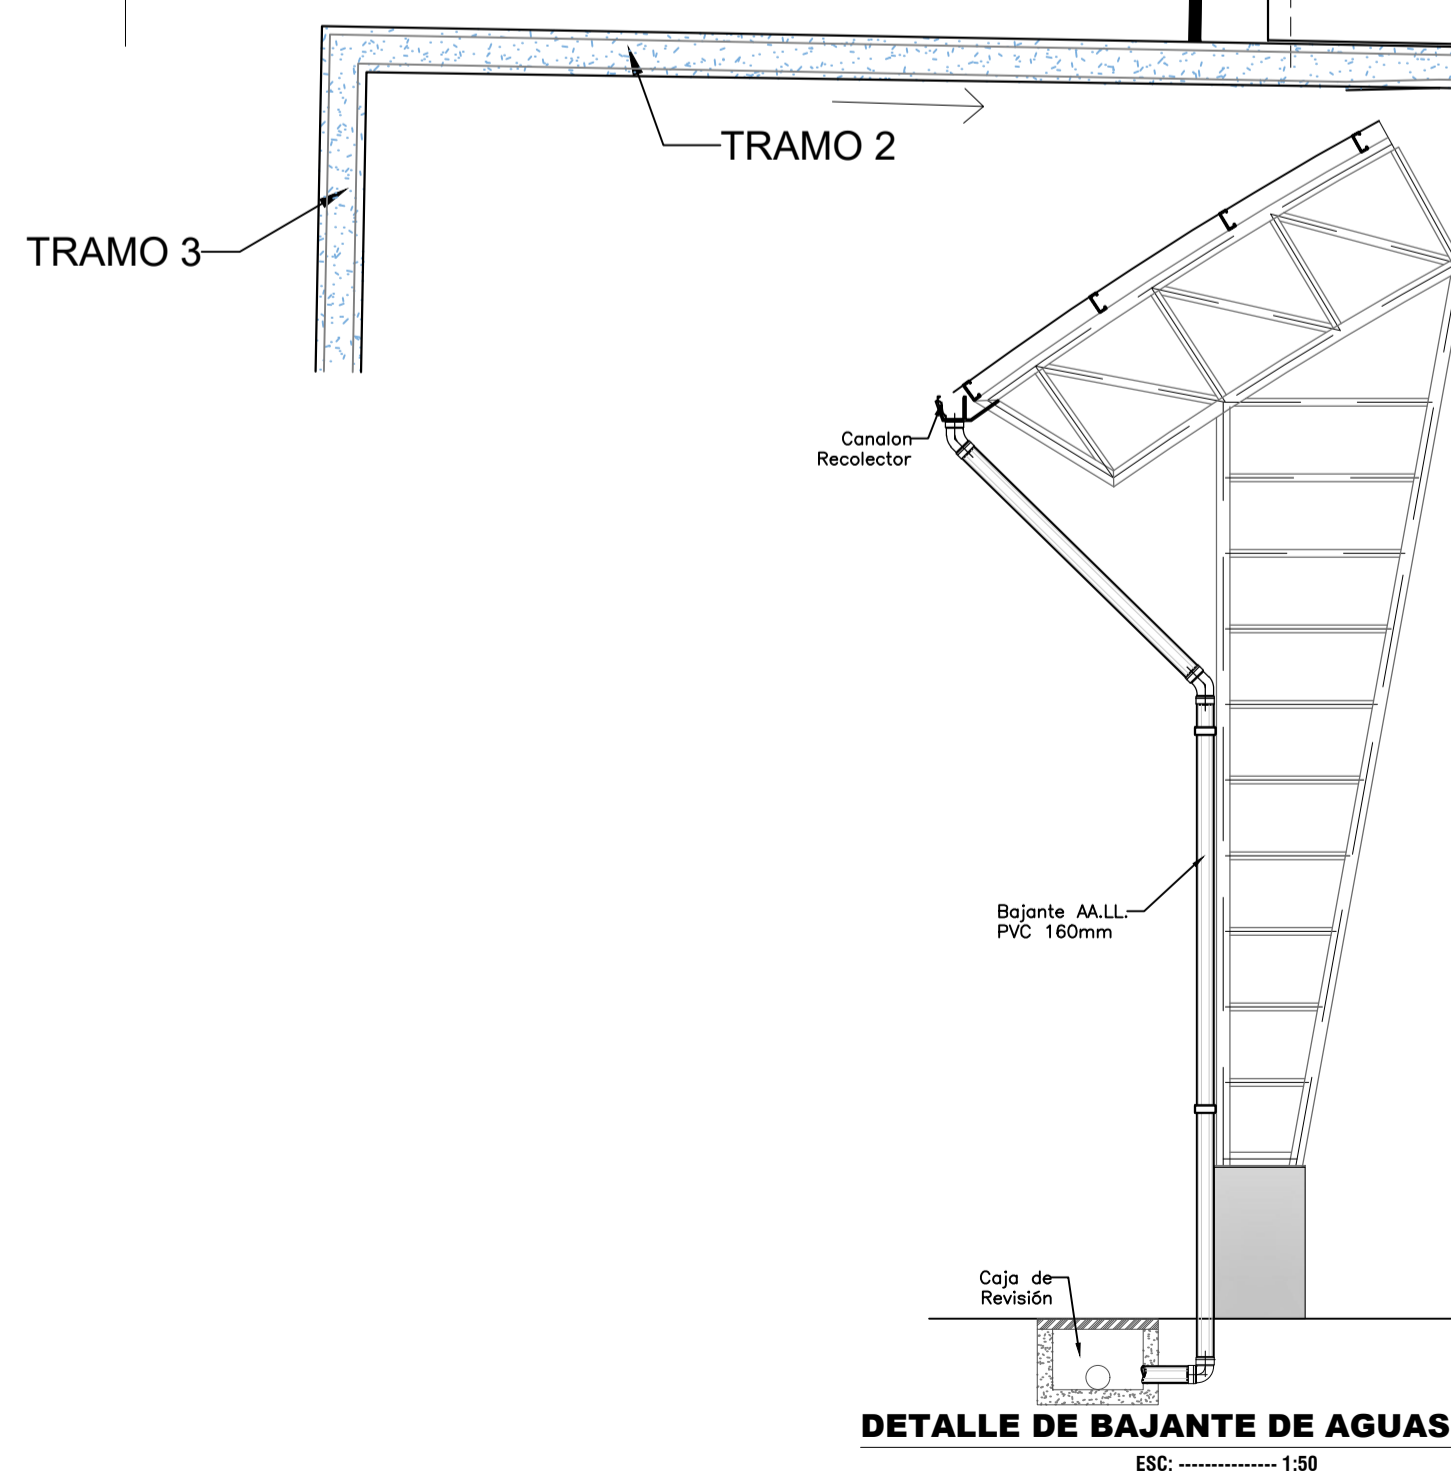 TRAMO 2
TRAMO 3
Canalon
Recolector
Bajante AA.LL.
PVC 160mm
Caja de
Revisión
DETALLE DE BAJANTE DE AGUAS
ESC: --------------- 1:50